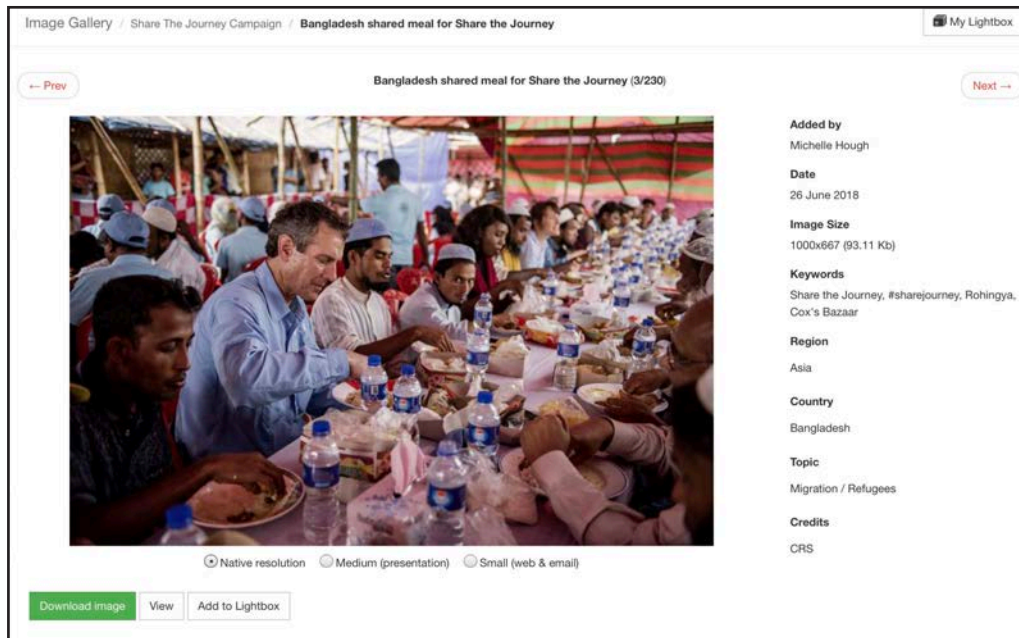 Image Gallery / Share The Journey Campaign / Bangladesh shared meal for Share the Journey
My Lightbox
← Prev
Bangladesh shared meal for Share the Journey (3/230)
Next →
Added by
Michelle Hough
Date
26 June 2018
Image Size
1000x667 (93.11 Kb)
Keywords
Share the Journey, #sharejourney, Rohingya,
Cox's Bazaar
Region
Asia
Country
Bangladesh
Topic
Migration / Refugees
Credits
CRS
Native resolution
Medium (presentation)
Small (web & email)
Download image
View
Add to Lightbox